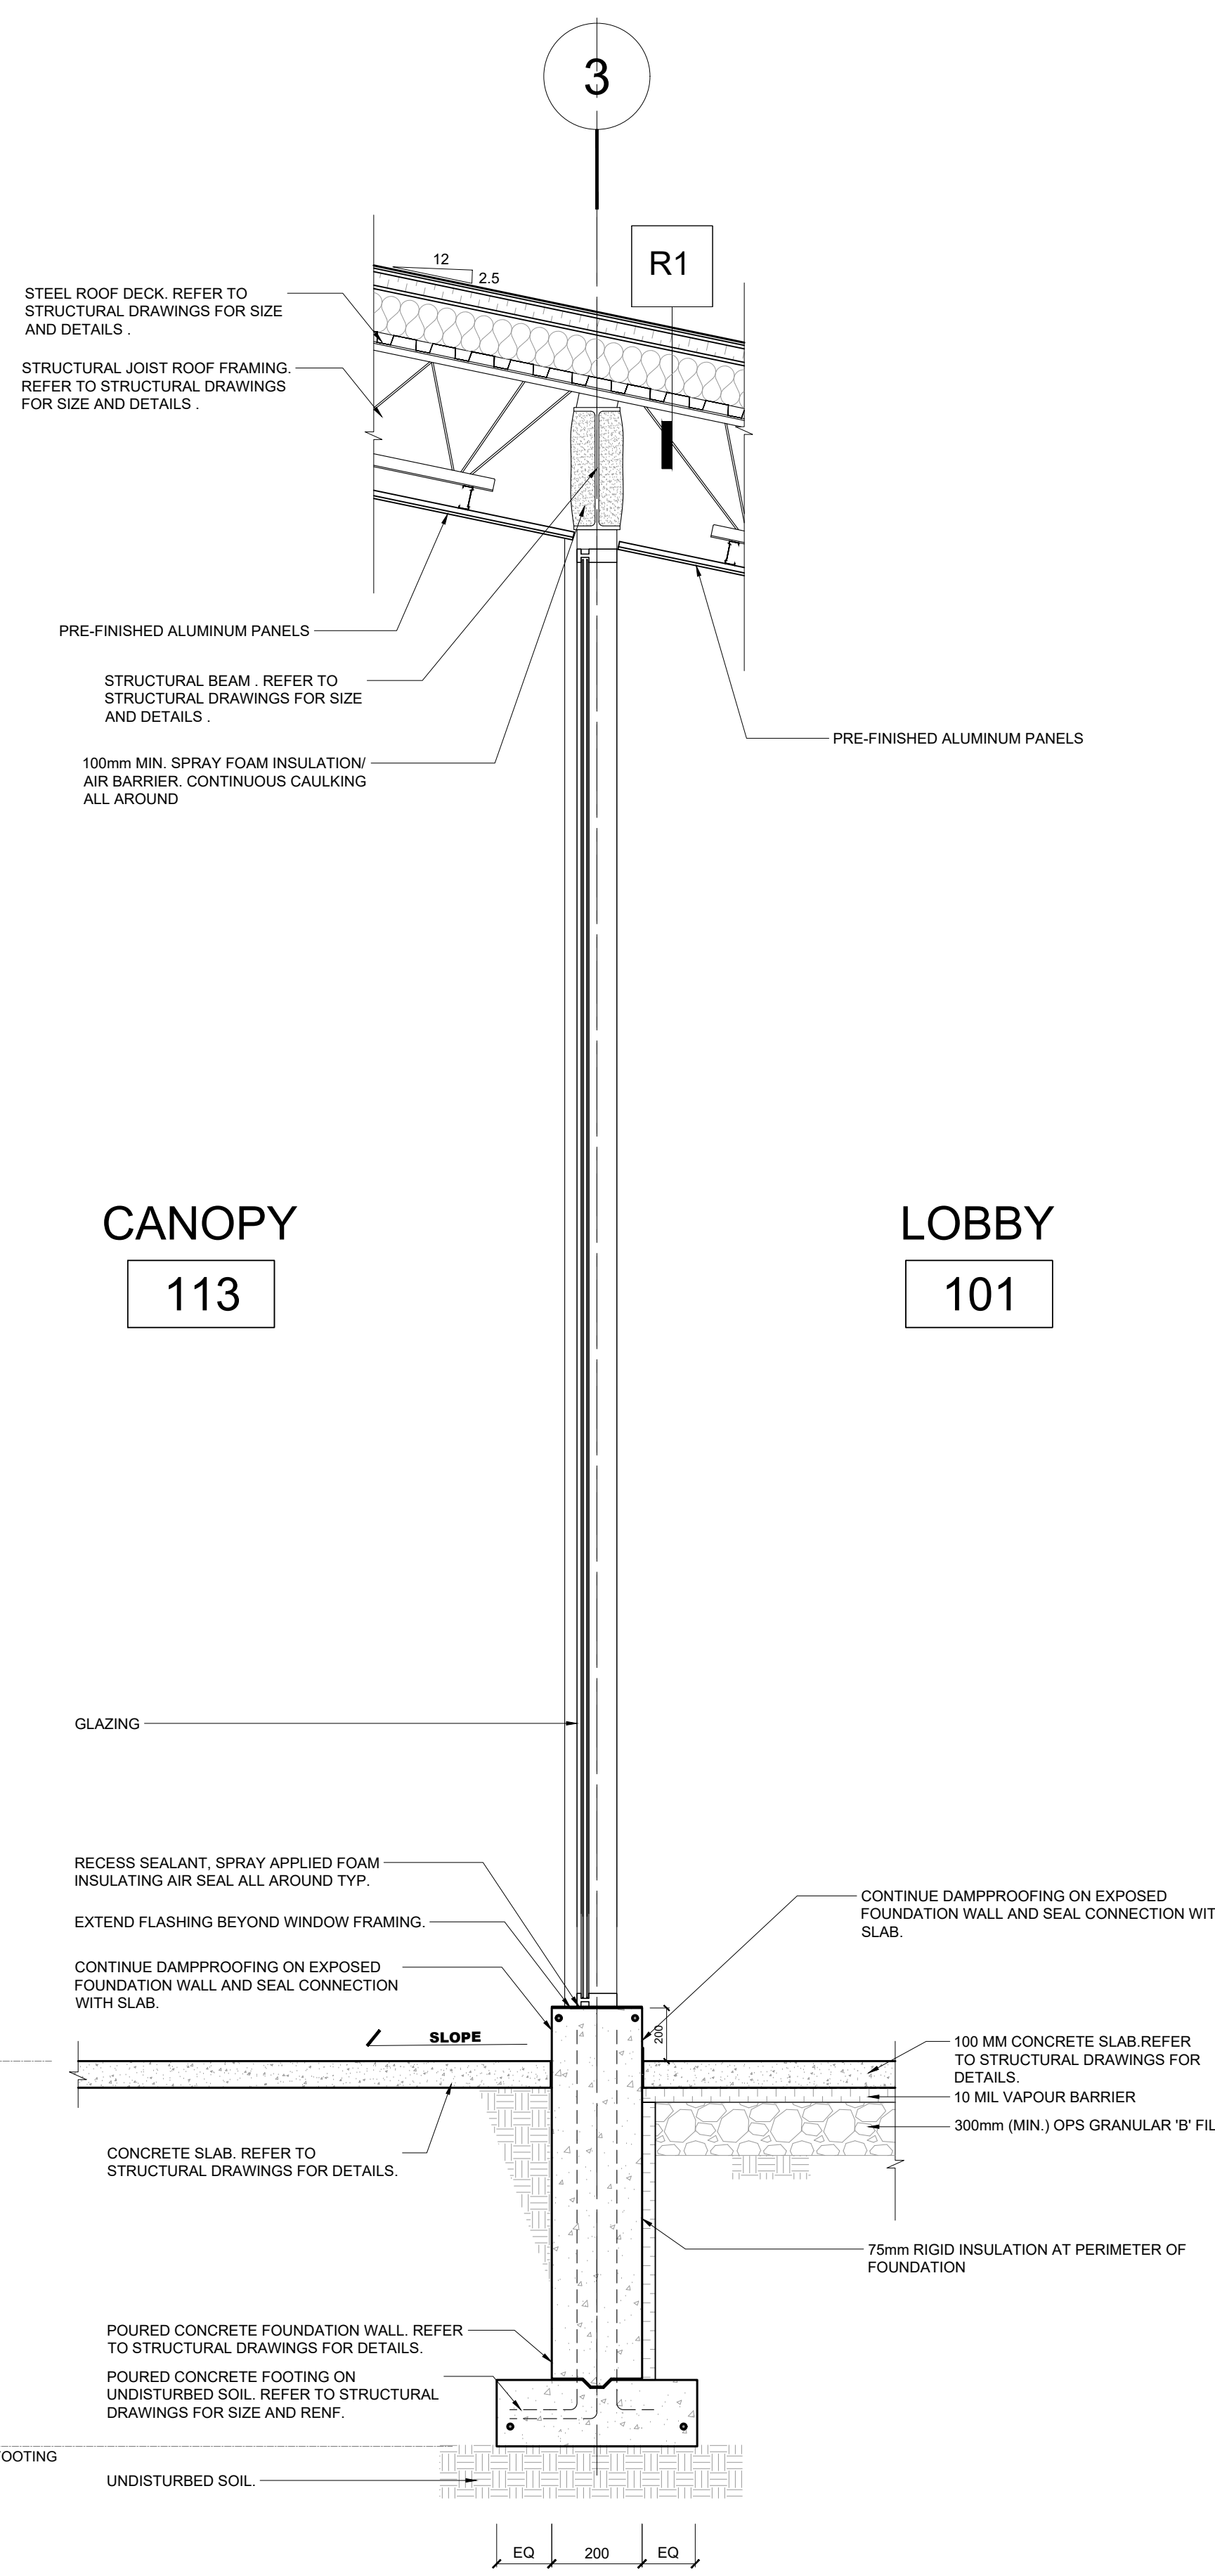 3
R1
12
2.5
STEEL ROOF DECK. REFER TO
STRUCTURAL DRAWINGS FOR SIZE
AND DETAILS .
STRUCTURAL JOIST ROOF FRAMING.
REFER TO STRUCTURAL DRAWINGS
FOR SIZE AND DETAILS .
PRE-FINISHED ALUMINUM PANELS
STRUCTURAL BEAM . REFER TO
STRUCTURAL DRAWINGS FOR SIZE
AND DETAILS .
PRE-FINISHED ALUMINUM PANELS
100mm MIN. SPRAY FOAM INSULATION/
AIR BARRIER. CONTINUOUS CAULKING
ALL AROUND
CANOPY
113
LOBBY
101
GLAZING
RECESS SEALANT, SPRAY APPLIED FOAM
INSULATING AIR SEAL ALL AROUND TYP.
EXTEND FLASHING BEYOND WINDOW FRAMING.
CONTINUE DAMPPROOFING ON EXPOSED
FOUNDATION WALL AND SEAL CONNECTION
WITH SLAB.
CONTINUE DAMPPROOFING ON EXPOSED
FOUNDATION WALL AND SEAL CONNECTION WIT
SLAB.
200
SLOPE
100 MM CONCRETE SLAB.REFER
TO STRUCTURAL DRAWINGS FOR
DETAILS.
10 MIL VAPOUR BARRIER
300mm (MIN.) OPS GRANULAR 'B' FIL
CONCRETE SLAB. REFER TO
STRUCTURAL DRAWINGS FOR DETAILS.
75mm RIGID INSULATION AT PERIMETER OF
FOUNDATION
POURED CONCRETE FOUNDATION WALL. REFER
TO STRUCTURAL DRAWINGS FOR DETAILS.
POURED CONCRETE FOOTING ON
UNDISTURBED SOIL. REFER TO STRUCTURAL
DRAWINGS FOR SIZE AND RENF.
OOTING
UNDISTURBED SOIL.
EQ
200
EQ